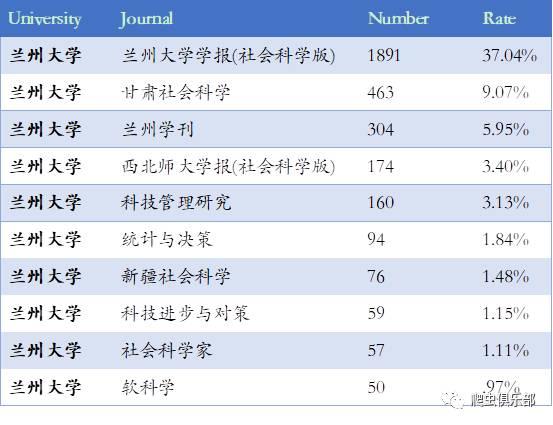 University Journal Number Rate
兰州大学 兰州大学学报(社会科学版) 1891 37.04%
兰州大学 甘肃社会科学 463 9.07%
兰州大学 兰州学刊 304 5.95%
兰州大学 西北师大学报(社会科学版) 174 3.40%
兰州大学 科技管理研究 160 3.13%
兰州大学 统计与决策 94 1.84%
兰州大学 新疆社会科学 76 1.48%
兰州大学 科技进步与对策 59 1.15%
兰州大学 社会科学家 57 1.11%
兰州大学 软科学 50 .97%
爬虫俱乐部